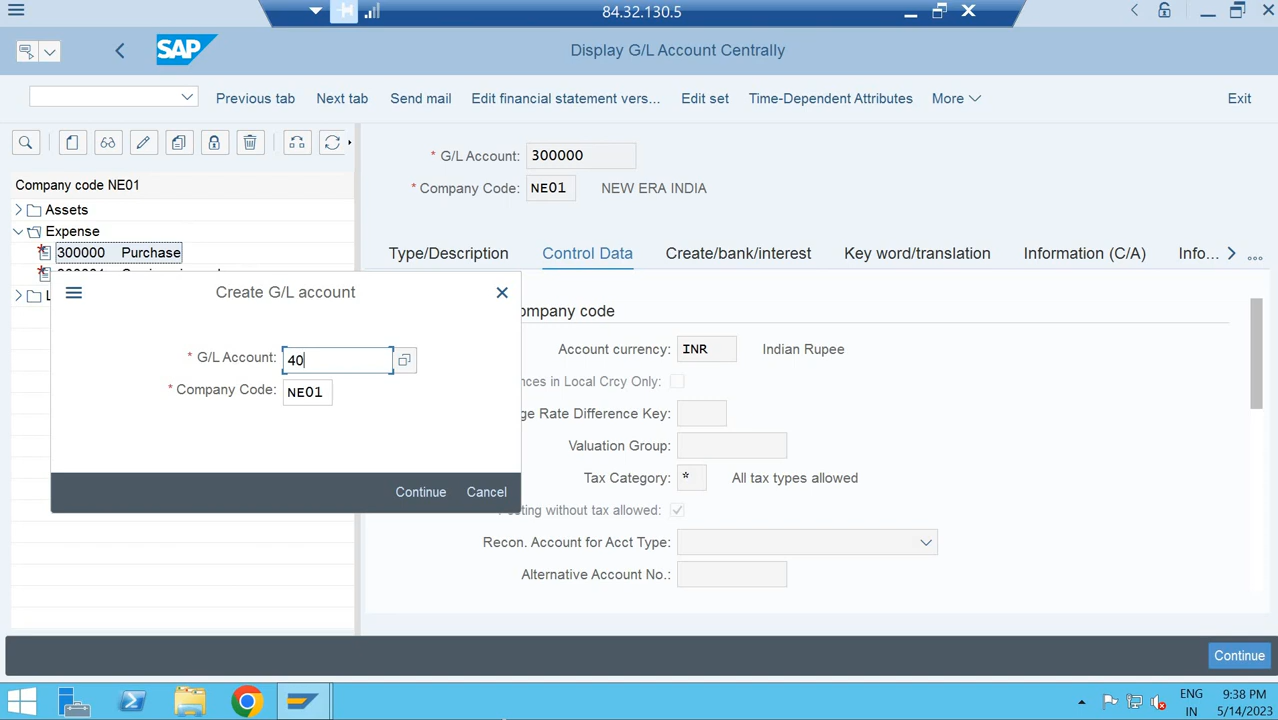 84.32.130.5
SAP
Display G/L Account Centrally
Previous tab
Next tab
Send mail
Edit financial statement vers...
Edit set
Time-Dependent Attributes
More
Exit
Company code NE01
Assets
Expense
300000 Purchase
* G/L Account: 300000
* Company Code: NE01 NEW ERA INDIA
Type/Description
Control Data
Create/bank/interest
Key word/translation
Information (C/A)
Info... ...
Create G/L account
* G/L Account: 40
* Company Code: NE01
Continue
Cancel
ompany code
Account currency: INR Indian Rupee
nces in Local Crcy Only:
ge Rate Difference Key:
Valuation Group:
Tax Category: * All tax types allowed
sting without tax allowed:
Recon. Account for Acct Type:
Alternative Account No.:
Continue
ENG
IN
9:38 PM
5/14/2023